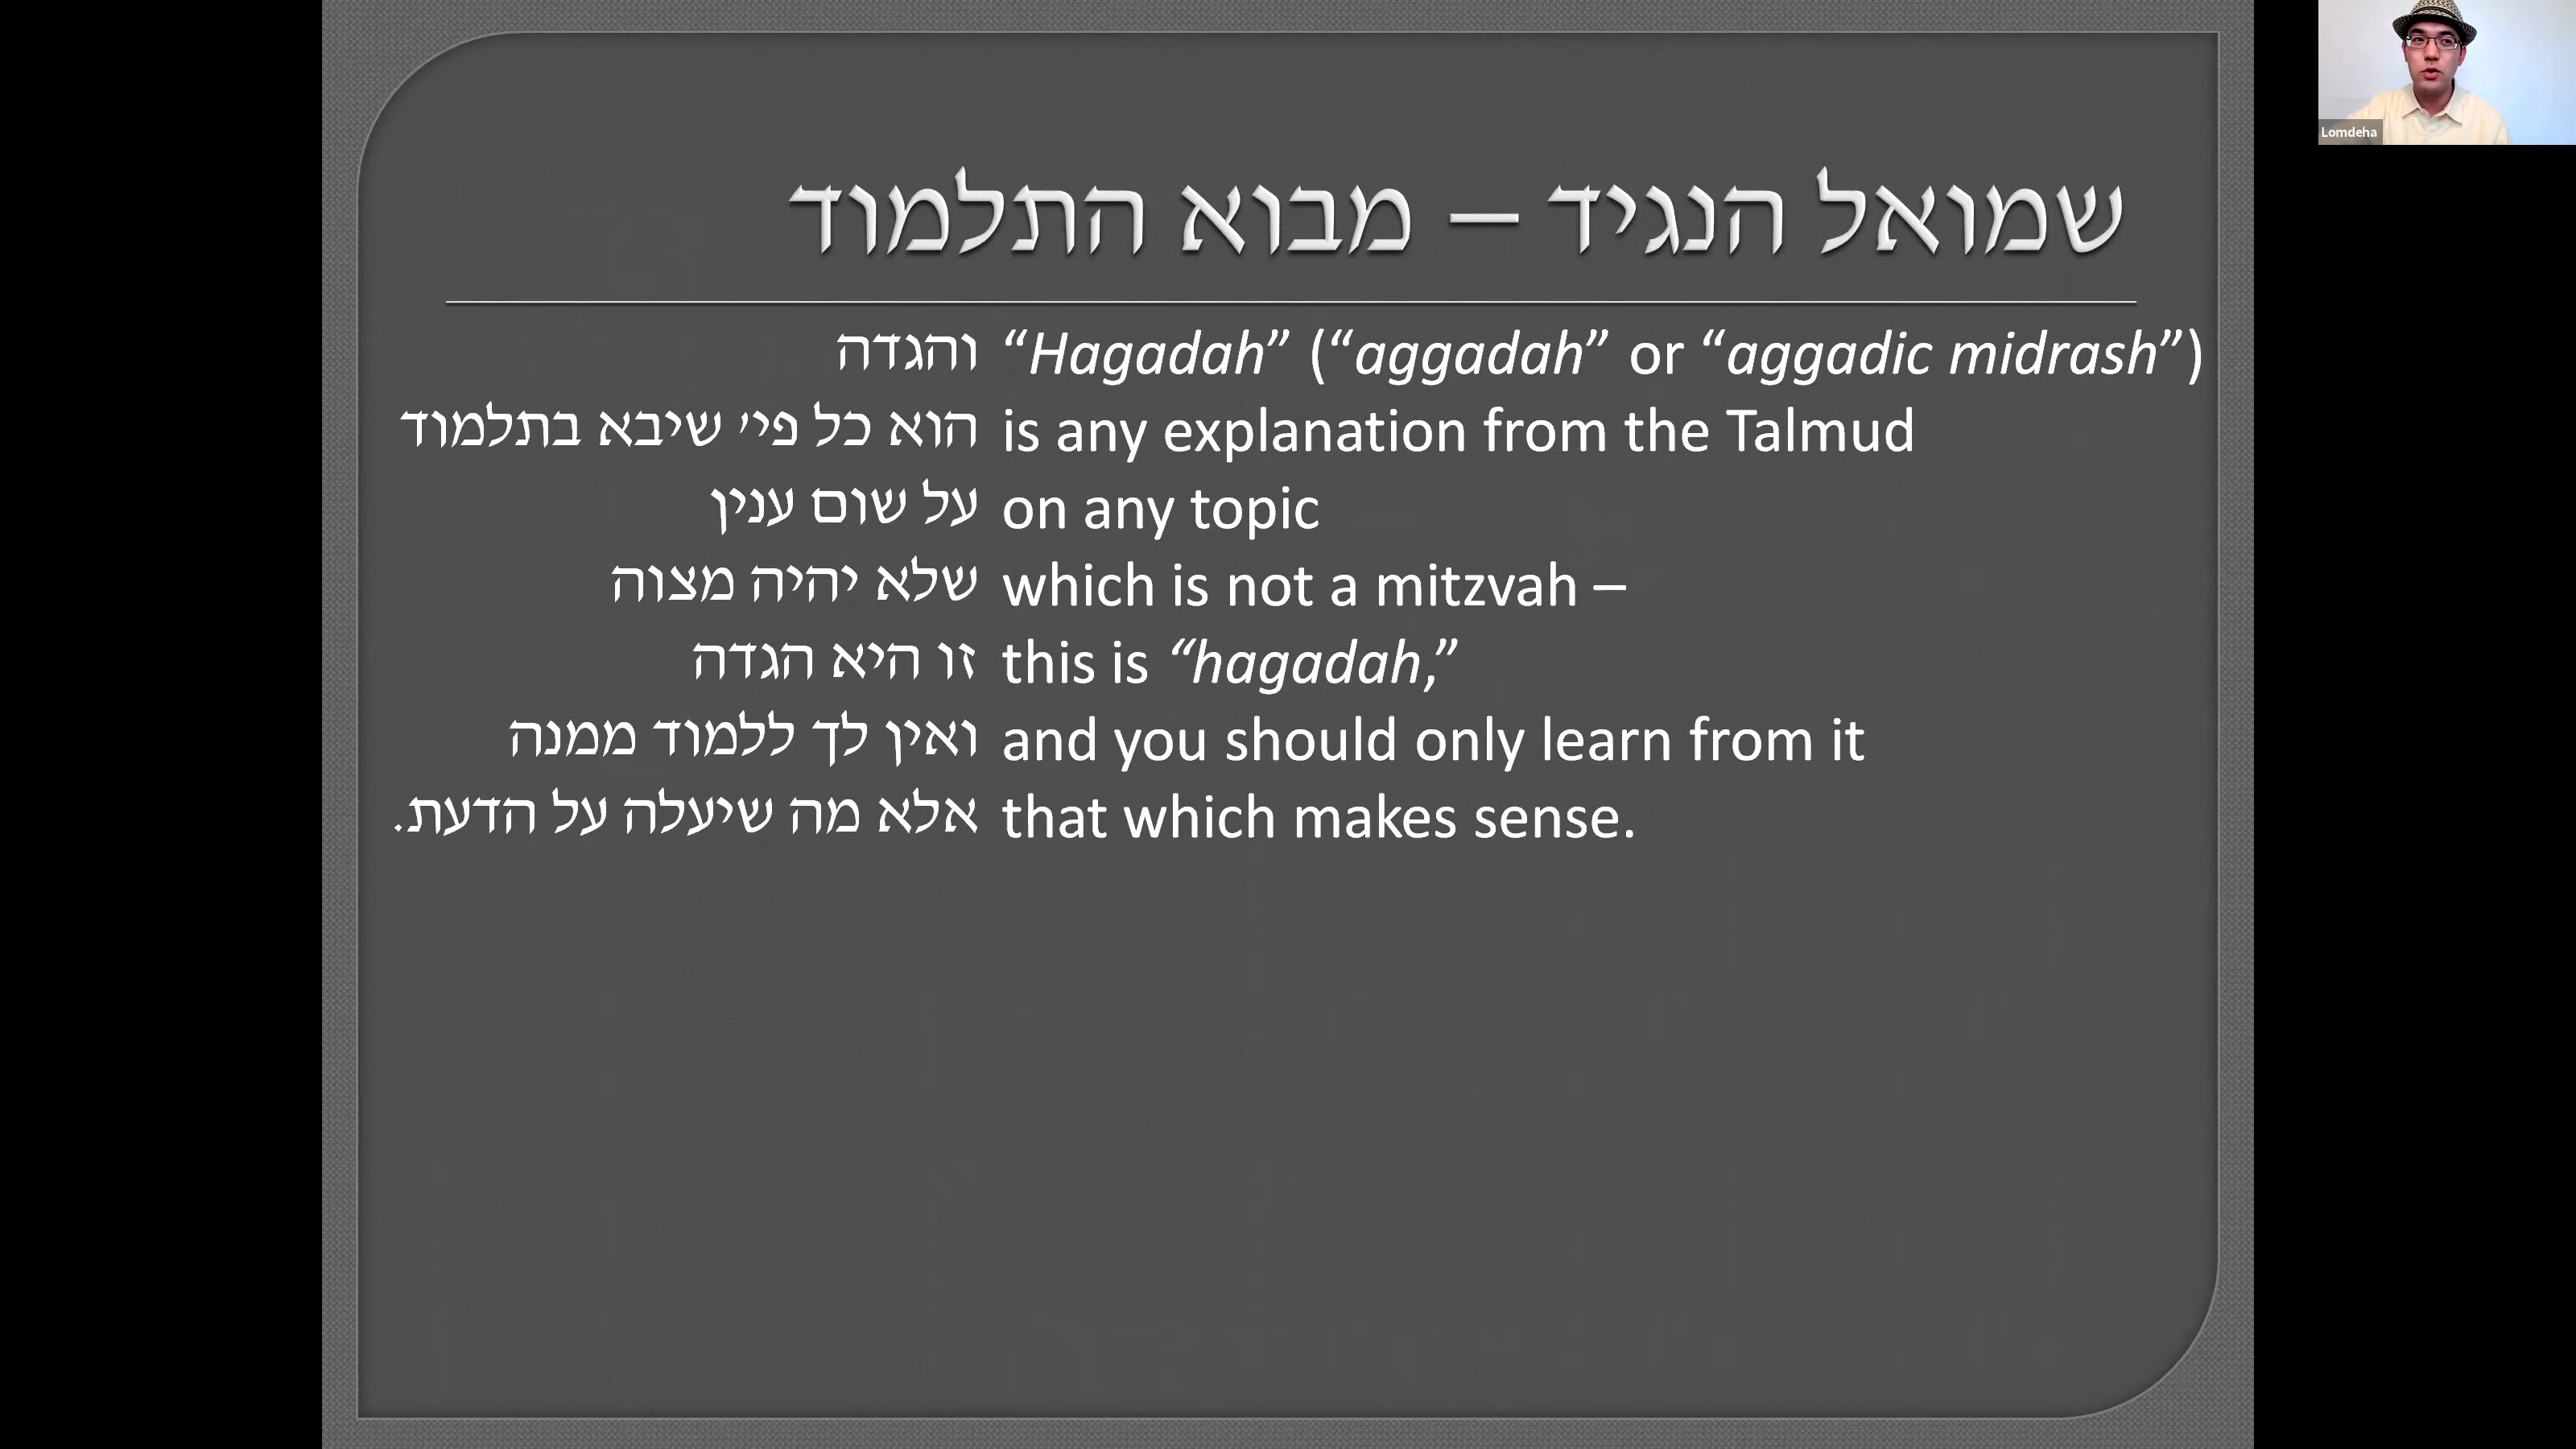 שמואל הנגיד – מבוא התלמוד
והגדה “Hagadah” (“aggadah” or “aggadic midrash”)
הוא כל פי׳ שיבא בתלמוד is any explanation from the Talmud
על שום ענין on any topic
שלא יהיה מצוה which is not a mitzvah –
זו היא הגדה this is “hagadah,”
ואין לך ללמוד ממנה and you should only learn from it
אלא מה שיעלה על הדעת. that which makes sense.
Lomdeha